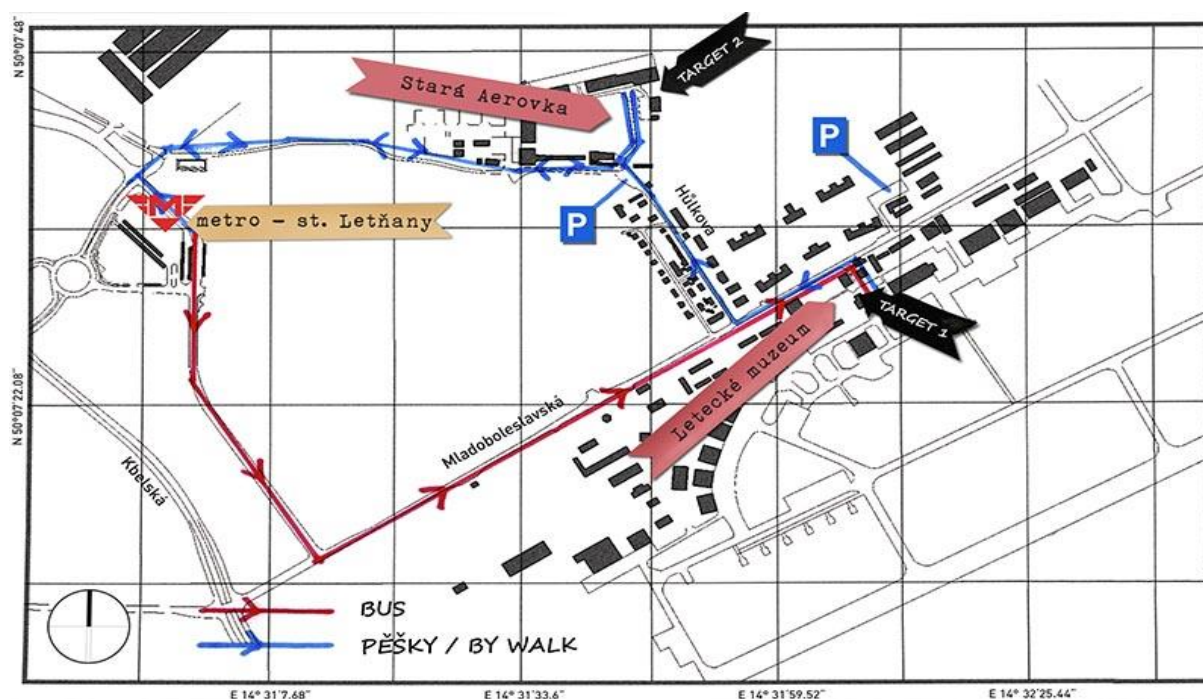 N 50°07'48"
TARGET 2
Stará Aerovka
P
Hůlkova
P
M
metro – st. Letňany
TARGET 1
Letecké muzeum
N 50°07'22.08"
Mladoboleslavská
Kbelská
BUS
PĚŠKY / BY WALK
E 14° 31'7.68"
E 14° 31'33.6"
E 14° 31'59.52"
E 14° 32'25.44"